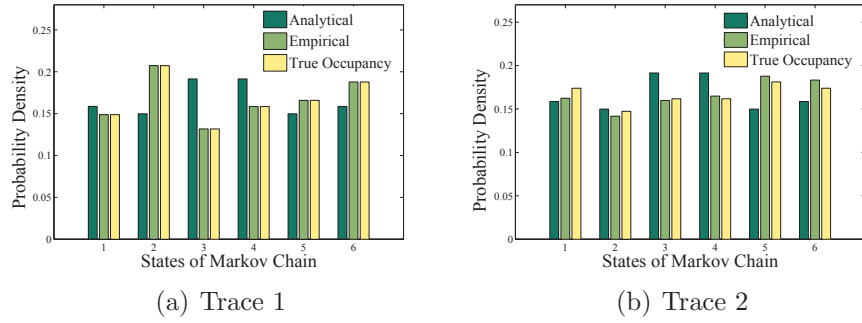 0.25
0.2
0.15
0.1
0.05
0
Probability Density
Analytical
Empirical
True Occupancy
1 2 3 4 5 6
States of Markov Chain
(a) Trace 1
0.25
0.2
0.15
0.1
0.05
0
Probability Density
Analytical
Empirical
True Occupancy
1 2 3 4 5 6
States of Markov Chain
(b) Trace 2